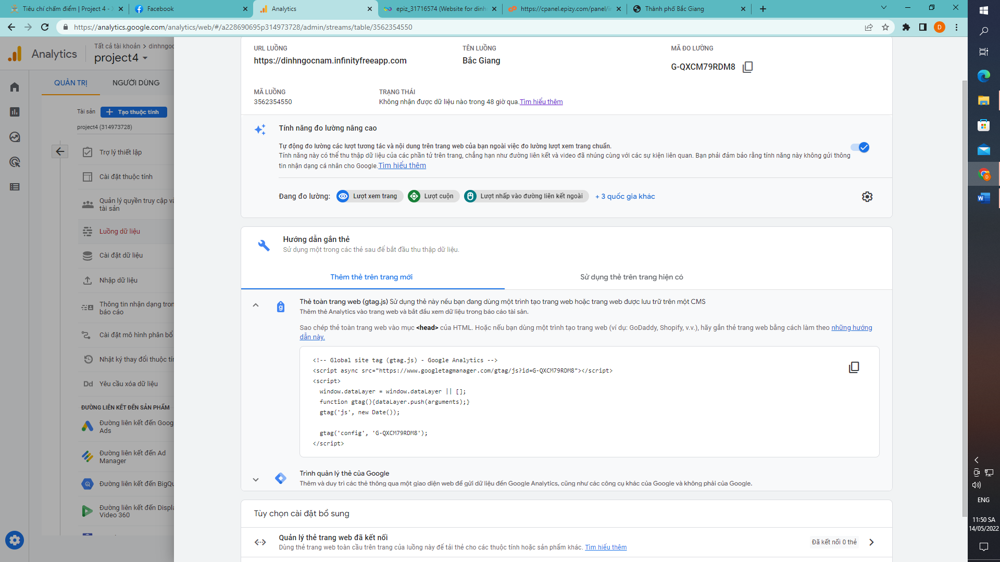 Tiêu chí chấm điểm | Project 4 -
Facebook
Analytics
epiz_31716574 (Website for dinh
https://cpanel.epizy.com/panel/in
Thành phố Bắc Giang
https://analytics.google.com/analytics/web/#/a228690695p314973728/admin/streams/table/3562354550
D
Analytics
Tất cả tài khoản > dinhngoc
project4
QUẢN TRỊ
NGƯỜI DÙNG
Tài sản
Tạo thuộc tính
project4 (314973728)
Trợ lý thiết lập
Cài đặt thuộc tính
Quản lý quyền truy cập và
tài sản
Luồng dữ liệu
Cài đặt dữ liệu
Nhập dữ liệu
Thông tin nhận dạng tron
báo cáo
Cài đặt mô hình phân bổ
Nhật ký thay đổi thuộc tín
Dd Yêu cầu xóa dữ liệu
ĐƯỜNG LIÊN KẾT ĐẾN SẢN PHẨM
Đường liên kết đến Goog
Ads
Đường liên kết đến Ad
Manager
Đường liên kết đến BigQu
Đường liên kết đến Displa
Video 360
URL LUỒNG
https://dinhngocnam.infinityfreeapp.com
TÊN LUỒNG
Bắc Giang
MÃ ĐO LƯỜNG
G-QXCM79RDM8
MÃ LUỒNG
3562354550
TRẠNG THÁI
Không nhận được dữ liệu nào trong 48 giờ qua.Tìm hiểu thêm
Tính năng đo lường nâng cao
Tự động đo lường các lượt tương tác và nội dung trên trang web của bạn ngoài việc đo lường lượt xem trang chuẩn.
Tính năng này có thể thu thập dữ liệu của các phần tử trên trang, chẳng hạn như đường liên kết và video đã nhúng cùng với các sự kiện liên quan. Bạn phải đảm bảo rằng tính năng này không gửi thông
tin nhận dạng cá nhân cho Google.Tìm hiểu thêm
Đang đo lường: Lượt xem trang Lượt cuộn Lượt nhấp vào đường liên kết ngoài + 3 quốc gia khác
Hướng dẫn gắn thẻ
Sử dụng một trong các thẻ sau để bắt đầu thu thập dữ liệu.
Thêm thẻ trên trang mới
Sử dụng thẻ trên trang hiện có
Thẻ toàn trang web (gtag.js) Sử dụng thẻ này nếu bạn đang dùng một trình tạo trang web hoặc trang web được lưu trữ trên một CMS
Thêm thẻ Analytics vào trang web và bắt đầu xem dữ liệu trong báo cáo tài sản.
Sao chép thẻ toàn trang web vào mục <head> của HTML. Hoặc nếu bạn dùng một trình tạo trang web (ví dụ: GoDaddy, Shopify, v.v.), hãy gắn thẻ trang web bằng cách làm theo những hướng
dẫn này.
<!-- Global site tag (gtag.js) - Google Analytics -->
<script async src="https://www.googletagmanager.com/gtag/js?id=G-QXCM79RDM8"></script>
<script>
window.dataLayer = window.dataLayer || [];
function gtag(){dataLayer.push(arguments);}
gtag('js', new Date());
gtag('config', 'G-QXCM79RDM8');
</script>
Trình quản lý thẻ của Google
Thêm và duy trì các thẻ thông qua một giao diện web để gửi dữ liệu đến Google Analytics, cũng như các công cụ khác của Google và không phải của Google.
Tùy chọn cài đặt bổ sung
Quản lý thẻ trang web đã kết nối
Dùng thẻ trang web toàn cầu trên trang của luồng này để tải thẻ cho các thuộc tính hoặc sản phẩm khác. Tìm hiểu thêm
Đã kết nối 0 thẻ
ENG
11:50 SA
14/05/2022